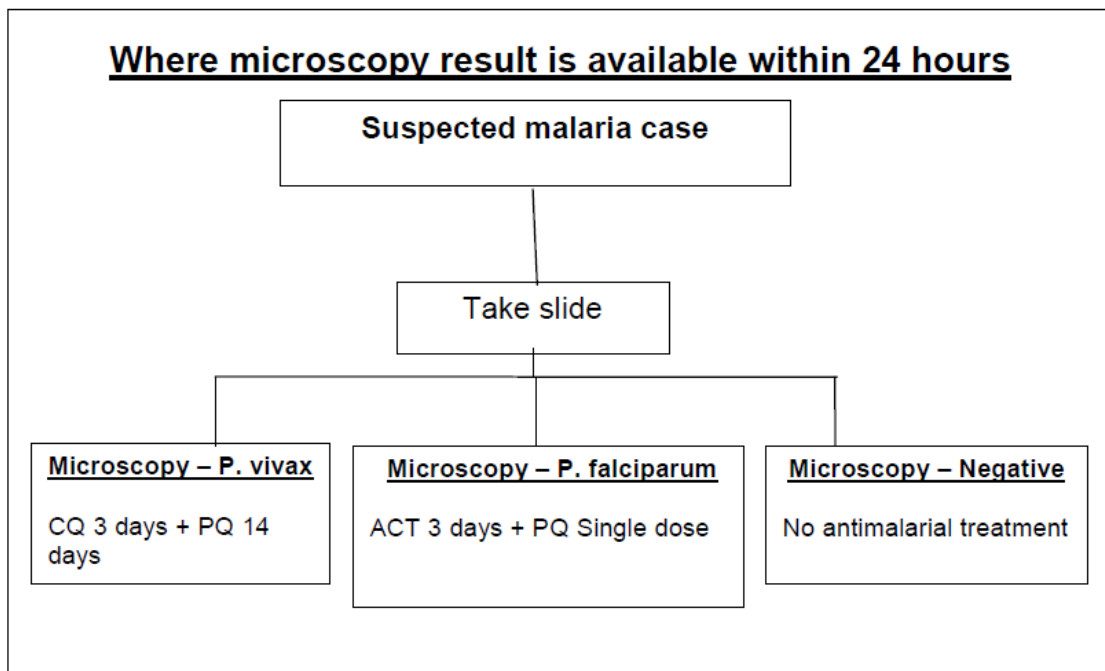 Where microscopy result is available within 24 hours
Suspected malaria case
Take slide
Microscopy – P. vivax
CQ 3 days + PQ 14
days
Microscopy – P. falciparum
ACT 3 days + PQ Single dose
Microscopy – Negative
No antimalarial treatment